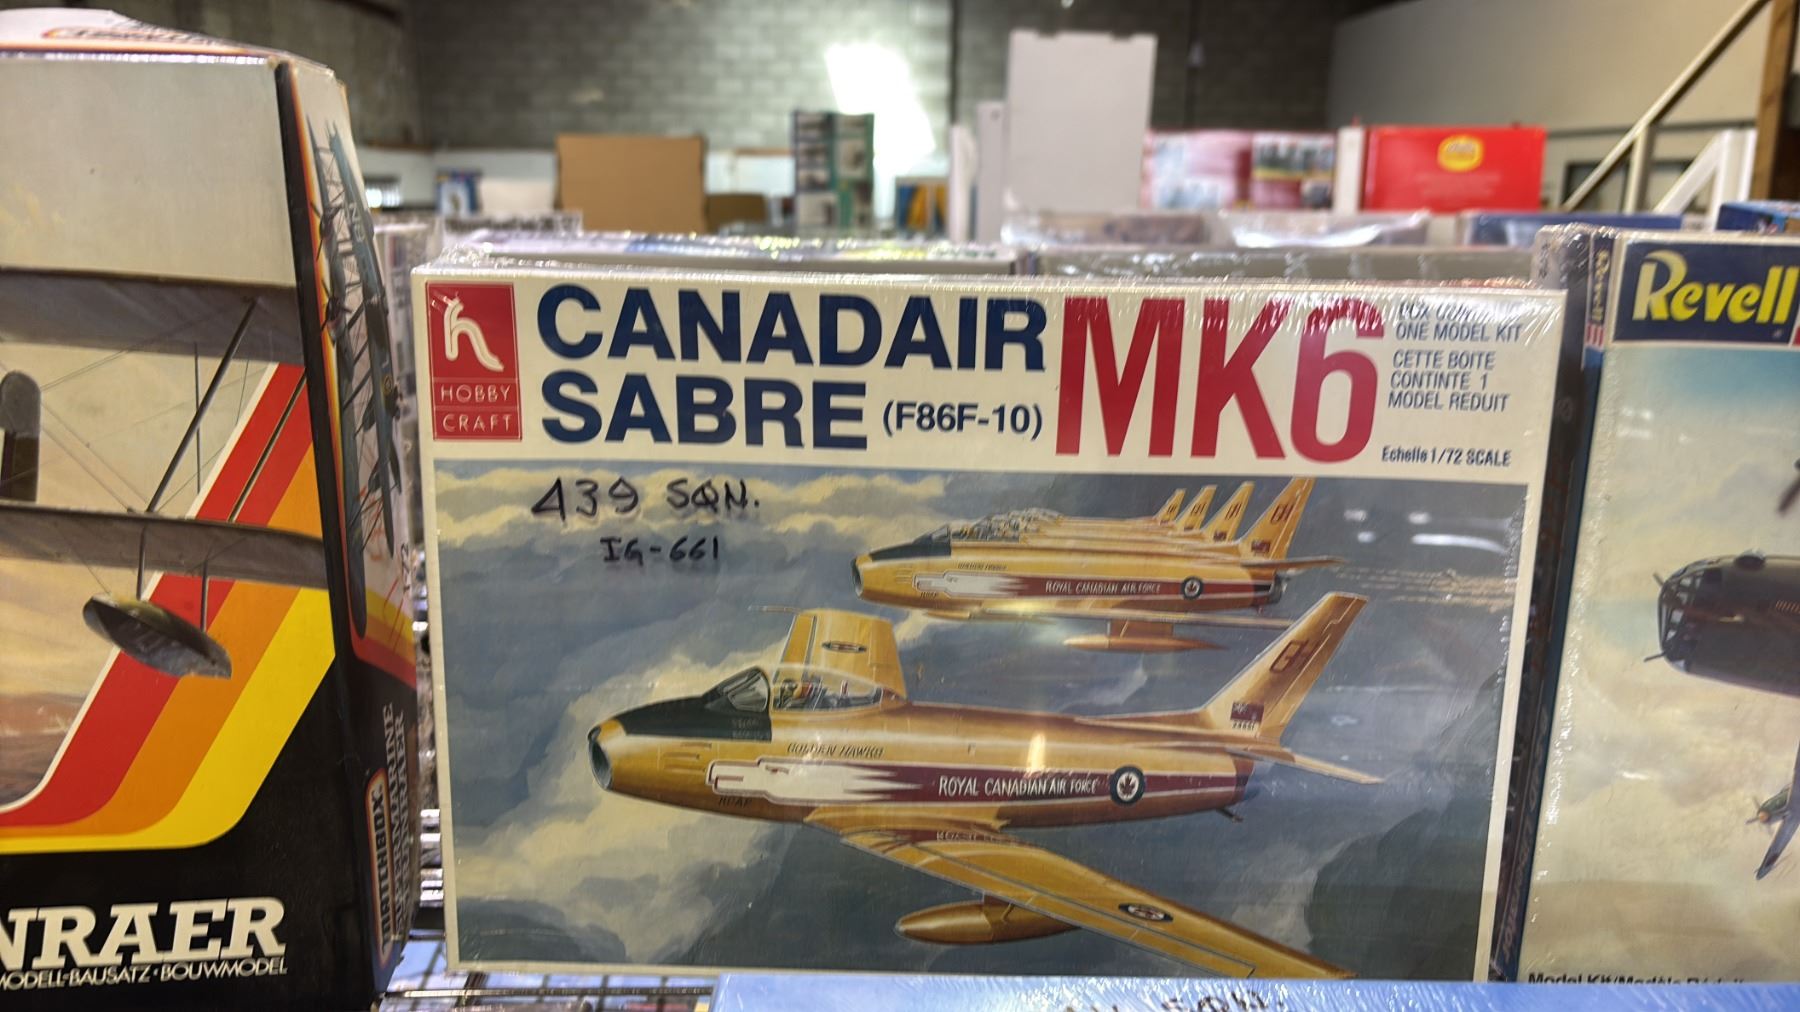 HOBBY
CRAFT
CANADAIR
SABRE (F86F-10)
MK6
ONE MODEL KIT
CETTE BOITE
CONTINTE 1
MODEL REDUIT
Echelle 1/72 SCALE
439 SQN.
IG-661
ROYAL CANADIAN AIR FORCE
GH
GOLDEN HAWKS
ROYAL CANADIAN AIR FORCE
GH
Revell
MATCHBOX
NRAER
MODELL-BAUSATZ·BOUWMODEL